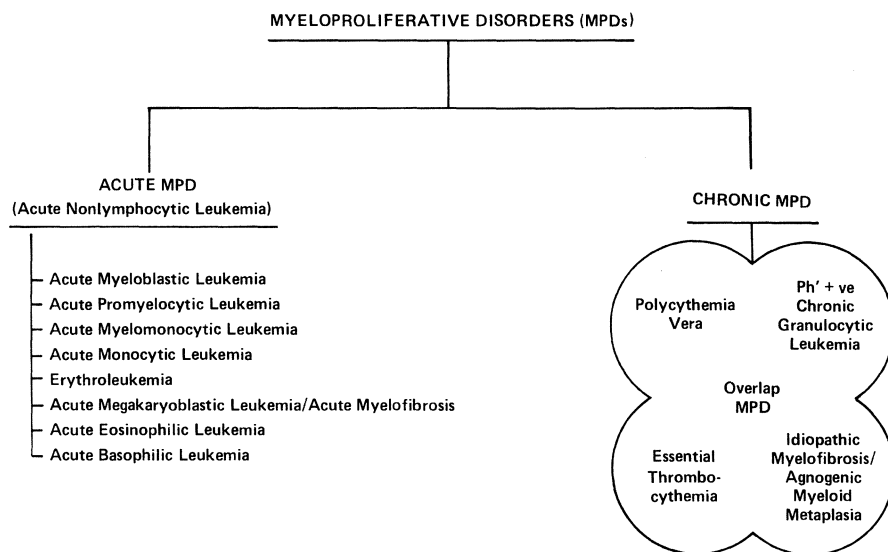 MYELOPROLIFERATIVE DISORDERS (MPDs)
ACUTE MPD
(Acute Nonlymphocytic Leukemia)
Acute Myeloblastic Leukemia
Acute Promyelocytic Leukemia
Acute Myelomonocytic Leukemia
Acute Monocytic Leukemia
Erythroleukemia
Acute Megakaryoblastic Leukemia/Acute Myelofibrosis
Acute Eosinophilic Leukemia
Acute Basophilic Leukemia
CHRONIC MPD
Polycythemia
Vera
Ph' + ve
Chronic
Granulocytic
Leukemia
Overlap
MPD
Essential
Thrombo-
cythemia
Idiopathic
Myelofibrosis/
Agnogenic
Myeloid
Metaplasia